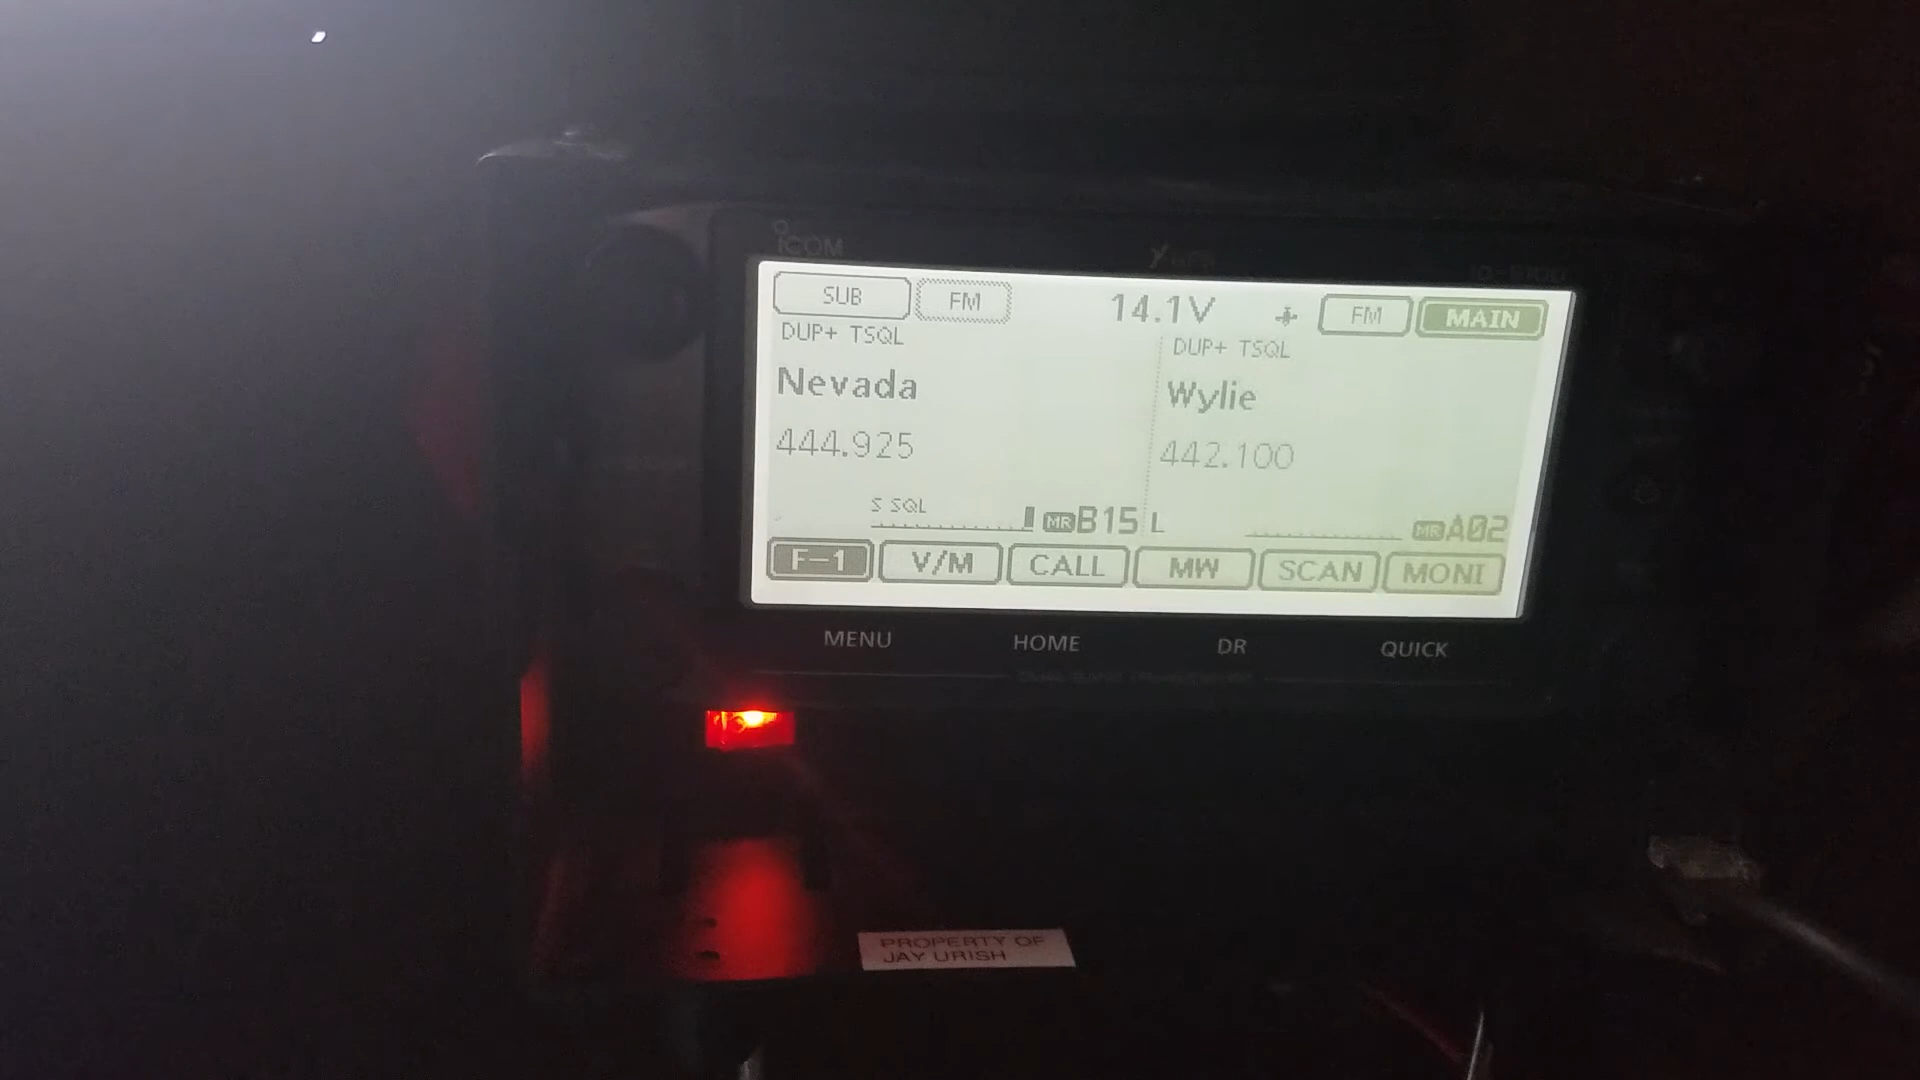 ICOM
SUB FM 14.1V FM MAIN
DUP+ TSQL DUP+ TSQL
Nevada Wylie
444.925 442.100
S SQL MR B15 L MR A02
F-1 V/M CALL MW SCAN MONI
MENU HOME DR QUICK
PROPERTY OF
JAY URISH